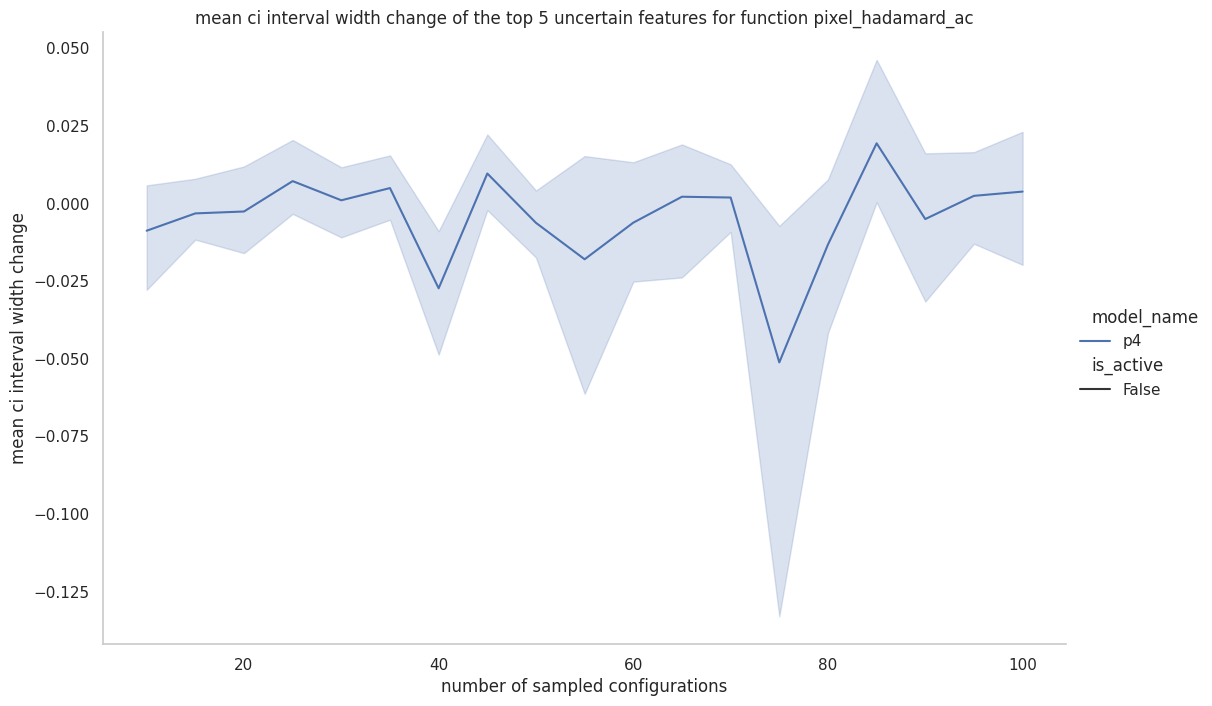 mean ci interval width change of the top 5 uncertain features for function pixel_hadamard_ac
0.050
0.025
0.000
−0.025
−0.050
−0.075
−0.100
−0.125
mean ci interval width change
20
40
60
80
100
number of sampled configurations
model_name
p4
is_active
False